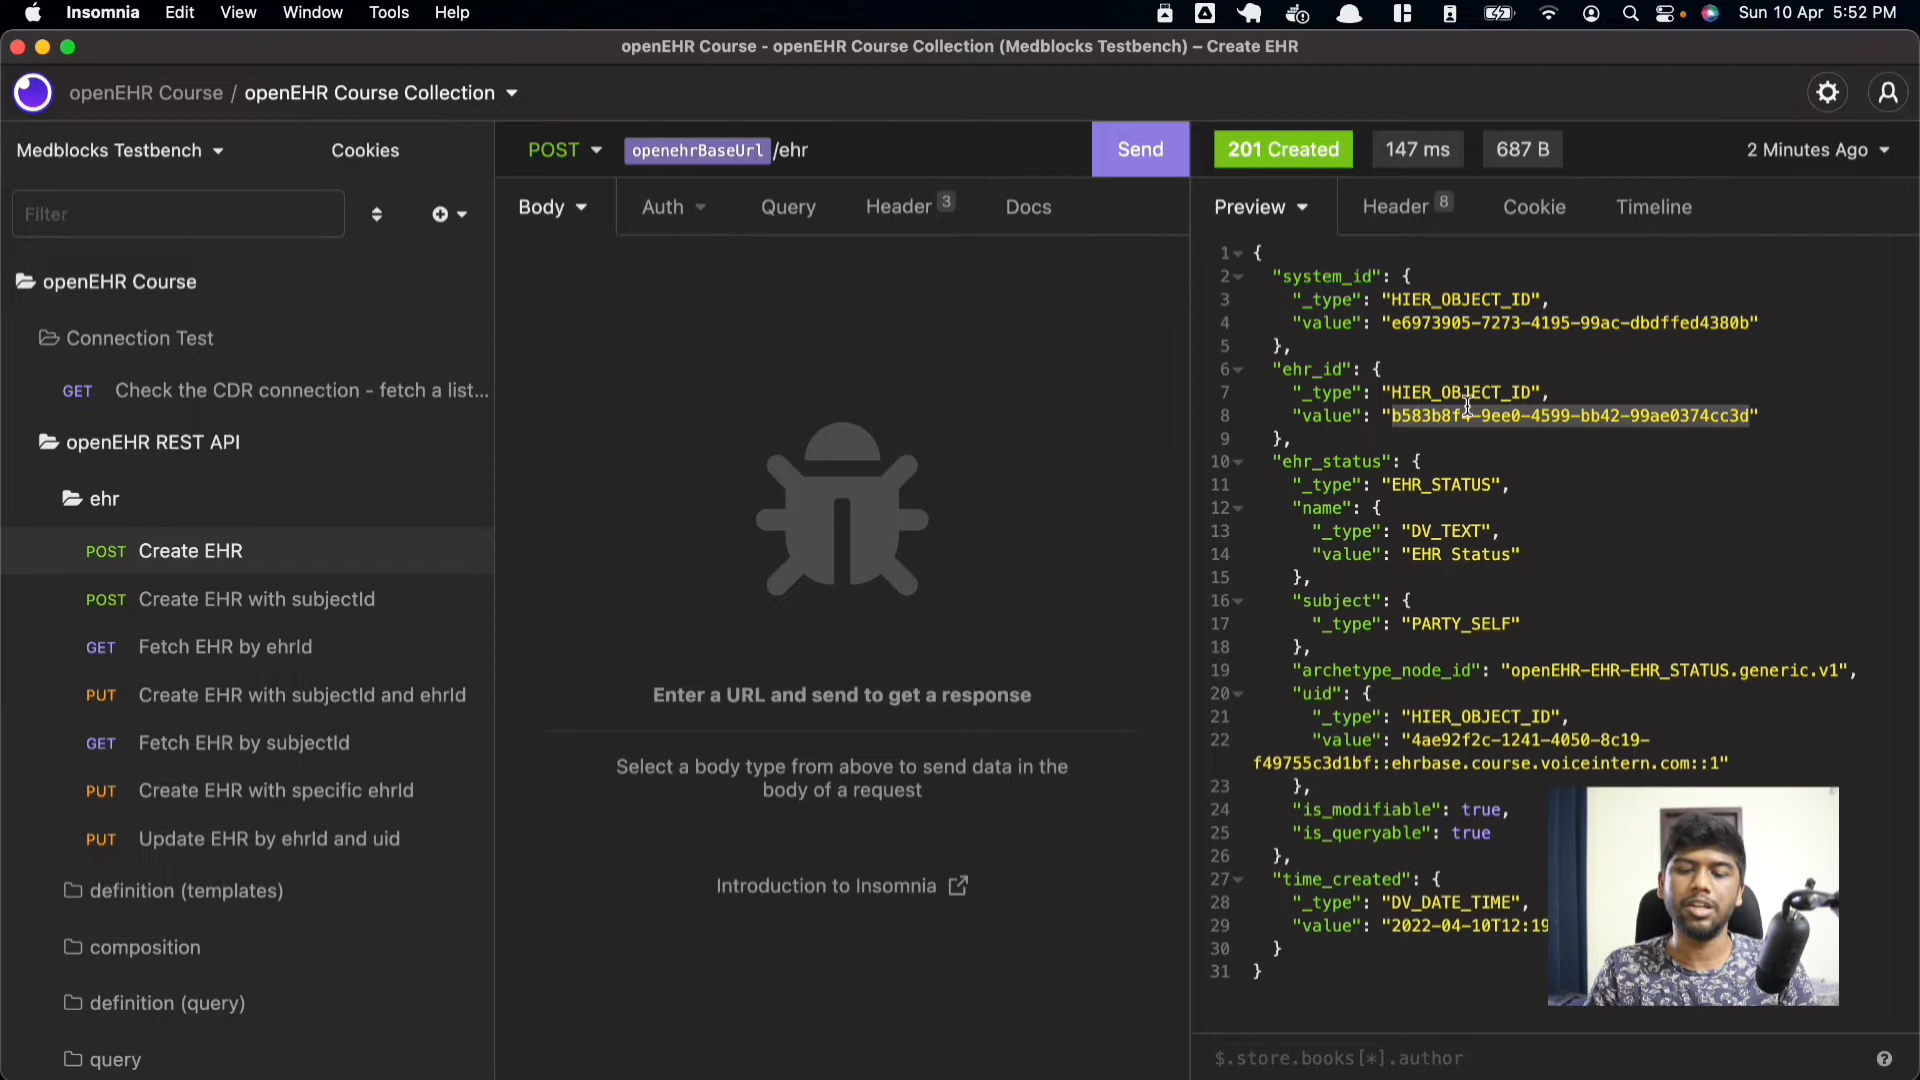 Insomnia Edit View Window Tools Help Sun 10 Apr 5:52 PM
openEHR Course - openEHR Course Collection (Medblocks Testbench) – Create EHR
openEHR Course / openEHR Course Collection
Medblocks Testbench Cookies
Filter
openEHR Course
Connection Test
GET Check the CDR connection - fetch a list...
openEHR REST API
ehr
POST Create EHR
POST Create EHR with subjectId
GET Fetch EHR by ehrId
PUT Create EHR with subjectId and ehrId
GET Fetch EHR by subjectId
PUT Create EHR with specific ehrId
PUT Update EHR by ehrId and uid
definition (templates)
composition
definition (query)
query
POST openehrBaseUrl /ehr Send
Body Auth Query Header 3 Docs
Enter a URL and send to get a response
Select a body type from above to send data in the
body of a request
Introduction to Insomnia
201 Created 147 ms 687 B 2 Minutes Ago
Preview Header 8 Cookie Timeline
1 {
2 "system_id": {
3 "_type": "HIER_OBJECT_ID",
4 "value": "e6973905-7273-4195-99ac-dbdffed4380b"
5 },
6 "ehr_id": {
7 "_type": "HIER_OBJECT_ID",
8 "value": "b583b8f4-9ee0-4599-bb42-99ae0374cc3d"
9 },
10 "ehr_status": {
11 "_type": "EHR_STATUS",
12 "name": {
13 "_type": "DV_TEXT",
14 "value": "EHR Status"
15 },
16 "subject": {
17 "_type": "PARTY_SELF"
18 },
19 "archetype_node_id": "openEHR-EHR-EHR_STATUS.generic.v1",
20 "uid": {
21 "_type": "HIER_OBJECT_ID",
22 "value": "4ae92f2c-1241-4050-8c19-
f49755c3d1bf::ehrbase.course.voiceintern.com::1"
23 },
24 "is_modifiable": true,
25 "is_queryable": true
26 },
27 "time_created": {
28 "_type": "DV_DATE_TIME",
29 "value": "2022-04-10T12:19
30 }
31 }
$.store.books[*].author